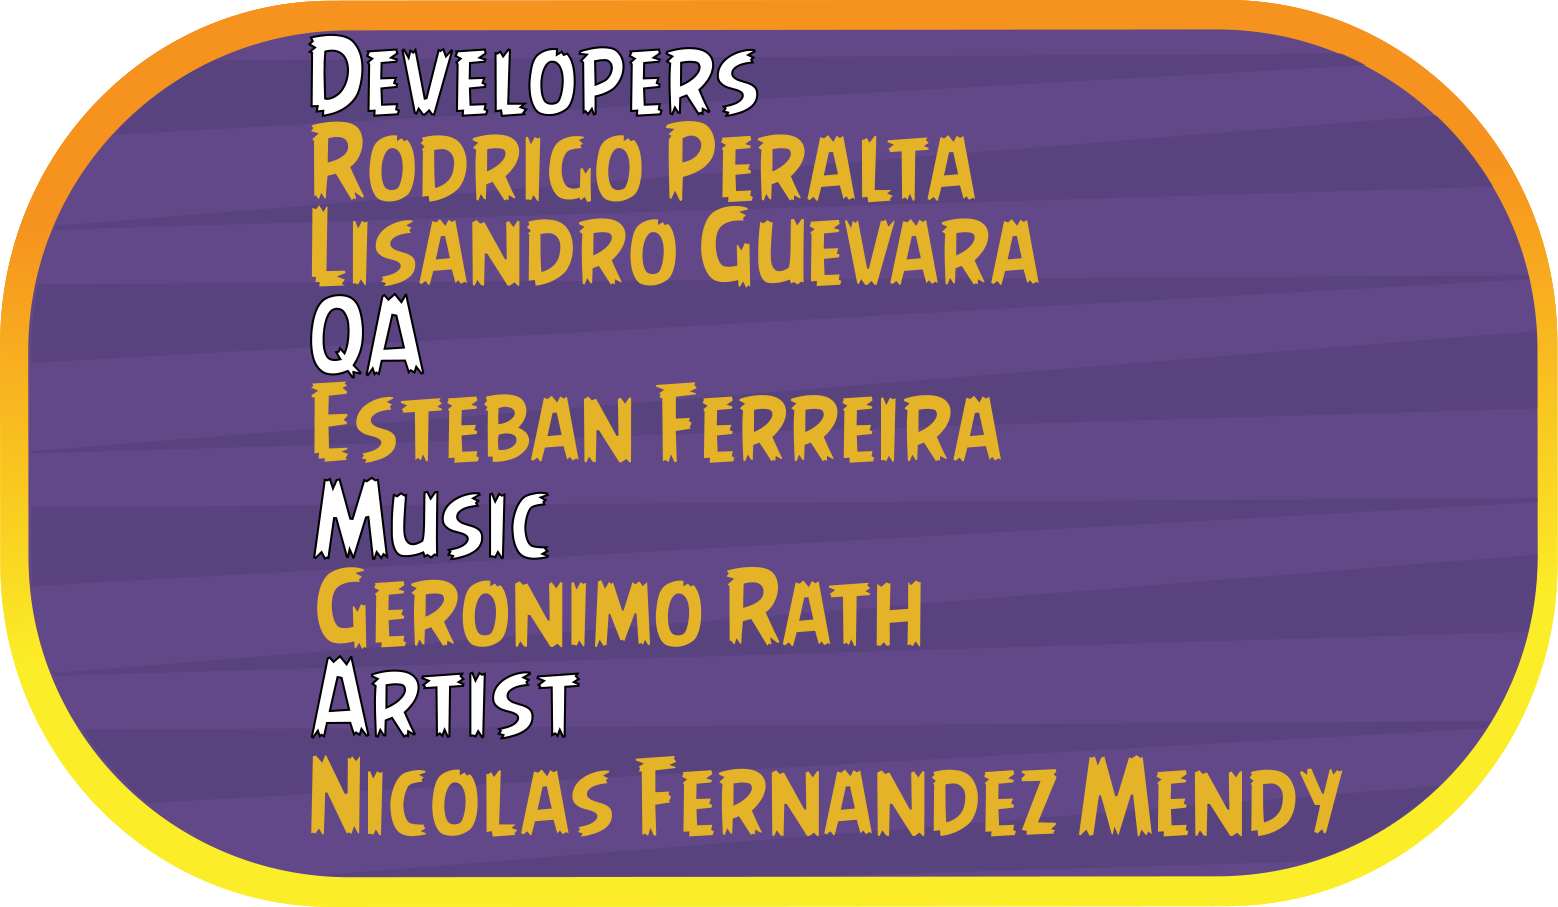 Developers
Rodrigo Peralta
Lisandro Guevara
QA
Esteban Ferreira
Music
Geronimo Rath
Artist
Nicolas Fernandez Mendy